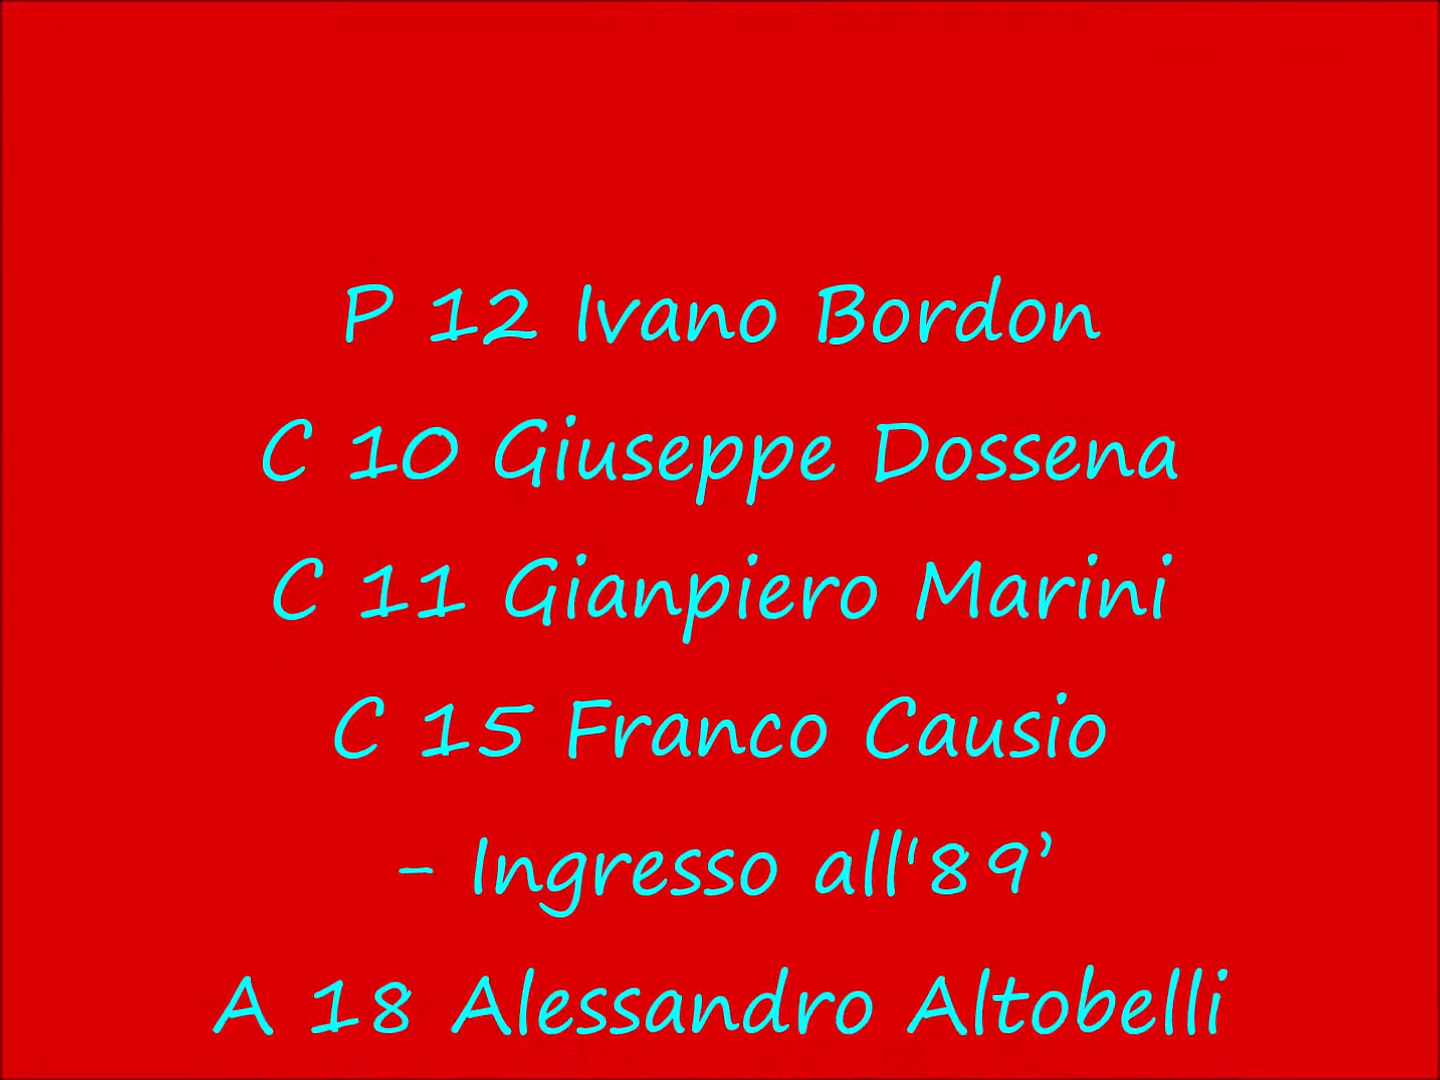 P 12 Ivano Bordon
C 10 Giuseppe Dossena
C 11 Gianpiero Marini
C 15 Franco Causio
- Ingresso all'89’
A 18 Alessandro Altobelli